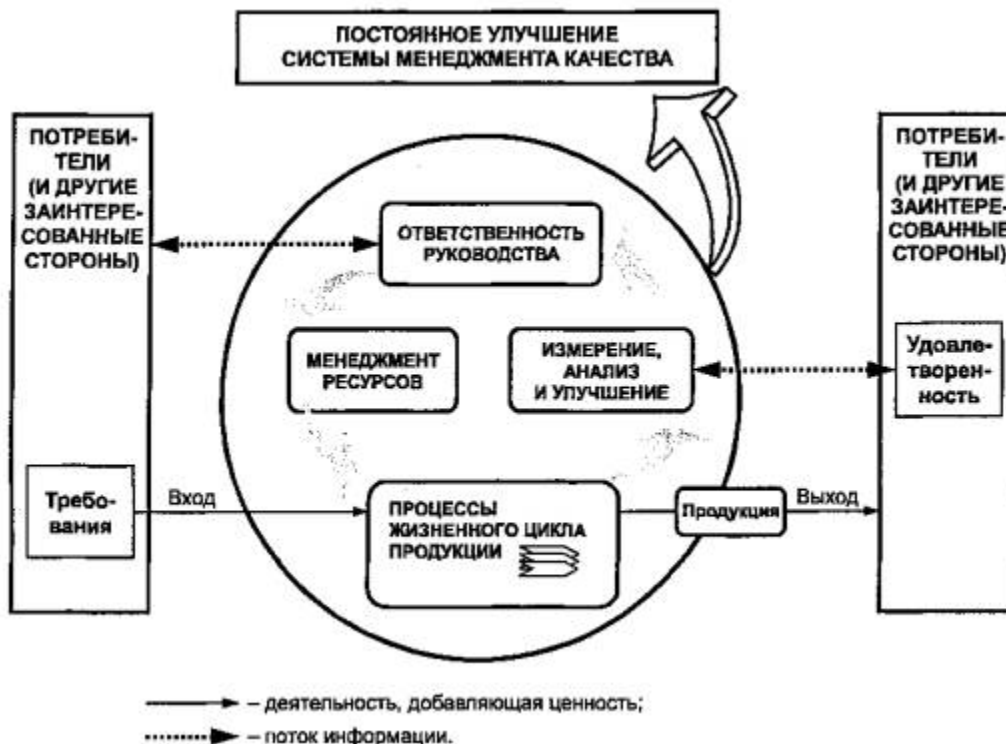 ПОСТОЯННОЕ УЛУЧШЕНИЕ
СИСТЕМЫ МЕНЕДЖМЕНТА КАЧЕСТВА
ПОТРЕБИ-
ТЕЛИ
(И ДРУГИЕ
ЗАИНТЕРЕ-
СОВАННЫЕ
СТОРОНЫ)
ОТВЕТСТВЕННОСТЬ
РУКОВОДСТВА
МЕНЕДЖМЕНТ
РЕСУРСОВ
ИЗМЕРЕНИЕ,
АНАЛИЗ
И УЛУЧШЕНИЕ
ПОТРЕБИ-
ТЕЛИ
(И ДРУГИЕ
ЗАИНТЕРЕ-
СОВАННЫЕ
СТОРОНЫ)
Удовле-
творен-
ность
Требо-
вания
Вход
ПРОЦЕССЫ
ЖИЗНЕННОГО ЦИКЛА
ПРОДУКЦИИ
Продукция
Выход
– деятельность, добавляющая ценность;
– поток информации.